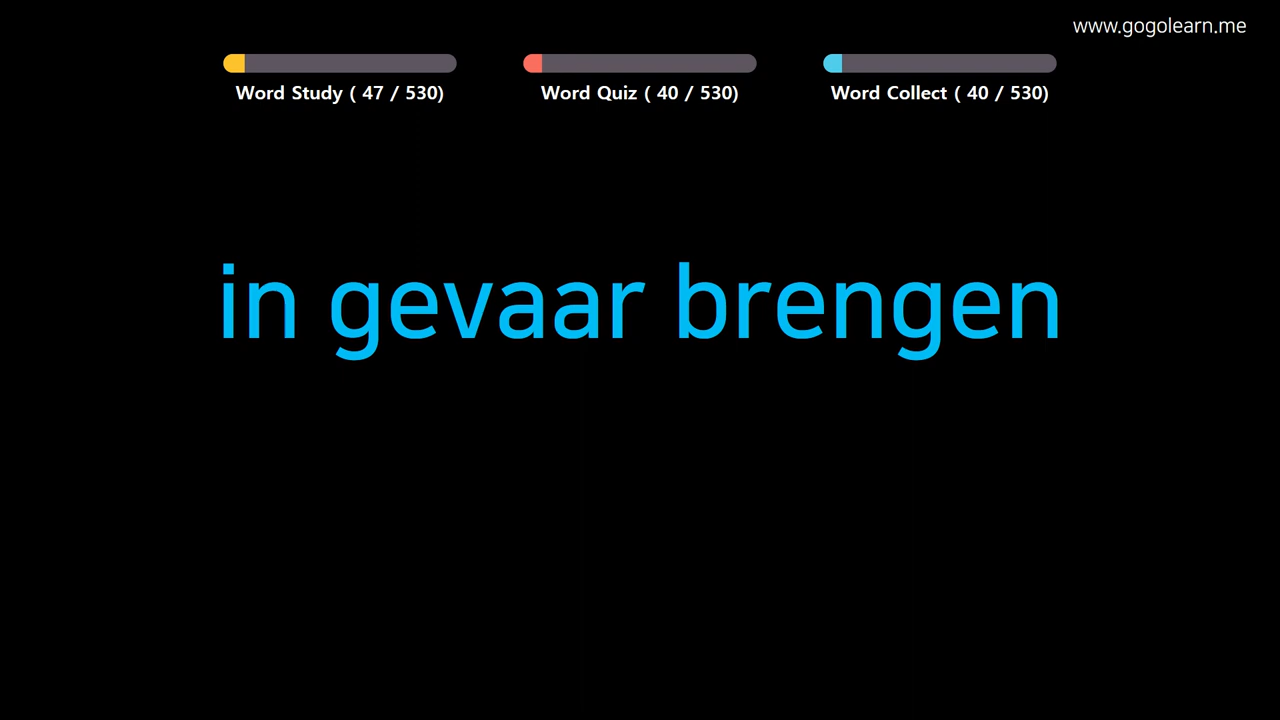 www.gogolearn.me
Word Study ( 47 / 530)
Word Quiz ( 40 / 530)
Word Collect ( 40 / 530)
in gevaar brengen